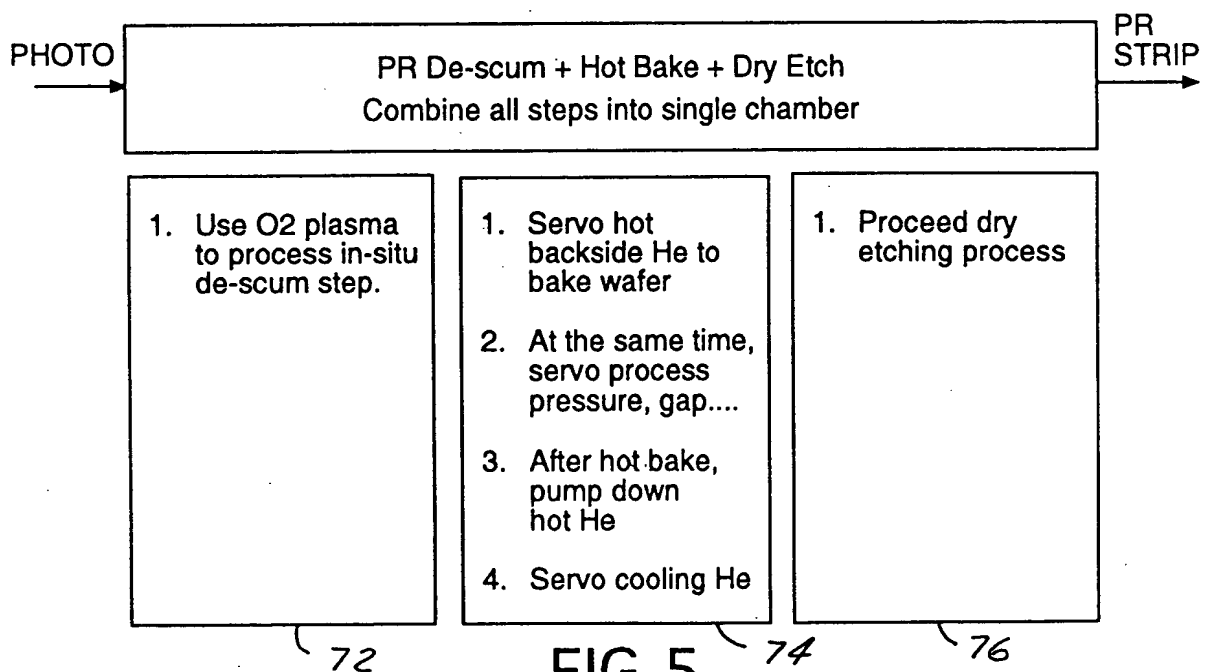 PHOTO
PR De-scum + Hot Bake + Dry Etch
Combine all steps into single chamber
PR
STRIP
1. Use O2 plasma
to process in-situ
de-scum step.
1. Servo hot
backside He to
bake wafer
2. At the same time,
servo process
pressure, gap....
3. After hot bake,
pump down
hot He
4. Servo cooling He
1. Proceed dry
etching process
72
74
76
FIG. 5